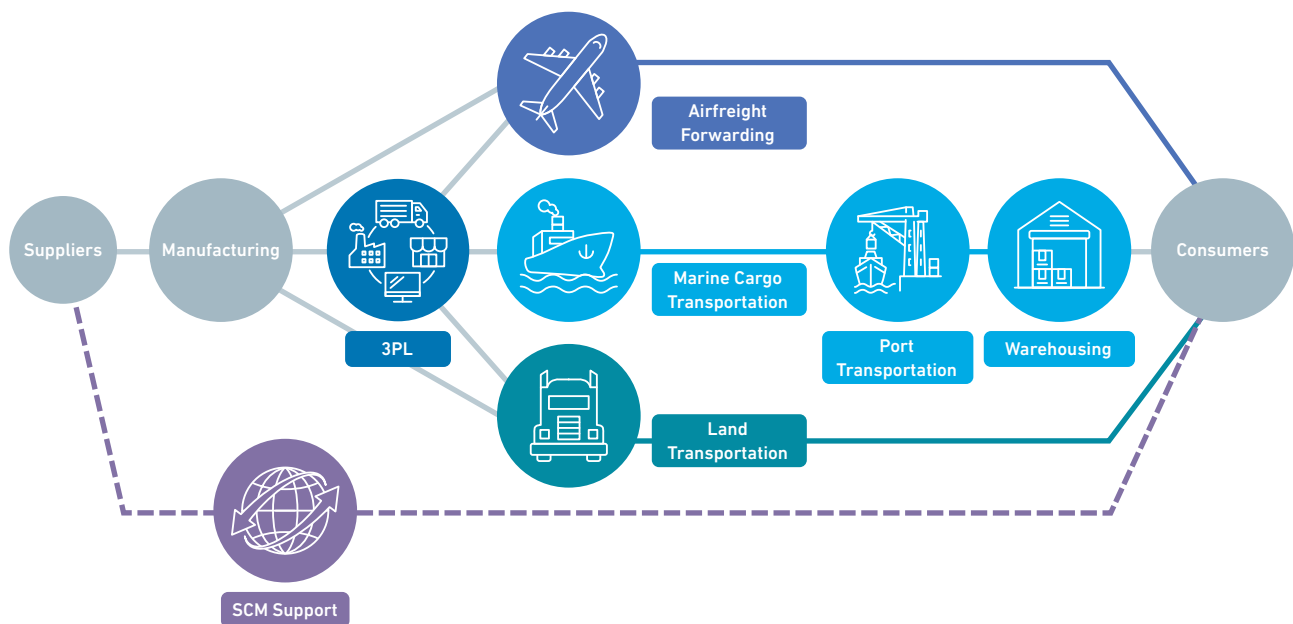 Airfreight
Forwarding
Suppliers
Manufacturing
Consumers
Marine Cargo
Transportation
3PL
Port
Transportation
Warehousing
Land
Transportation
SCM Support